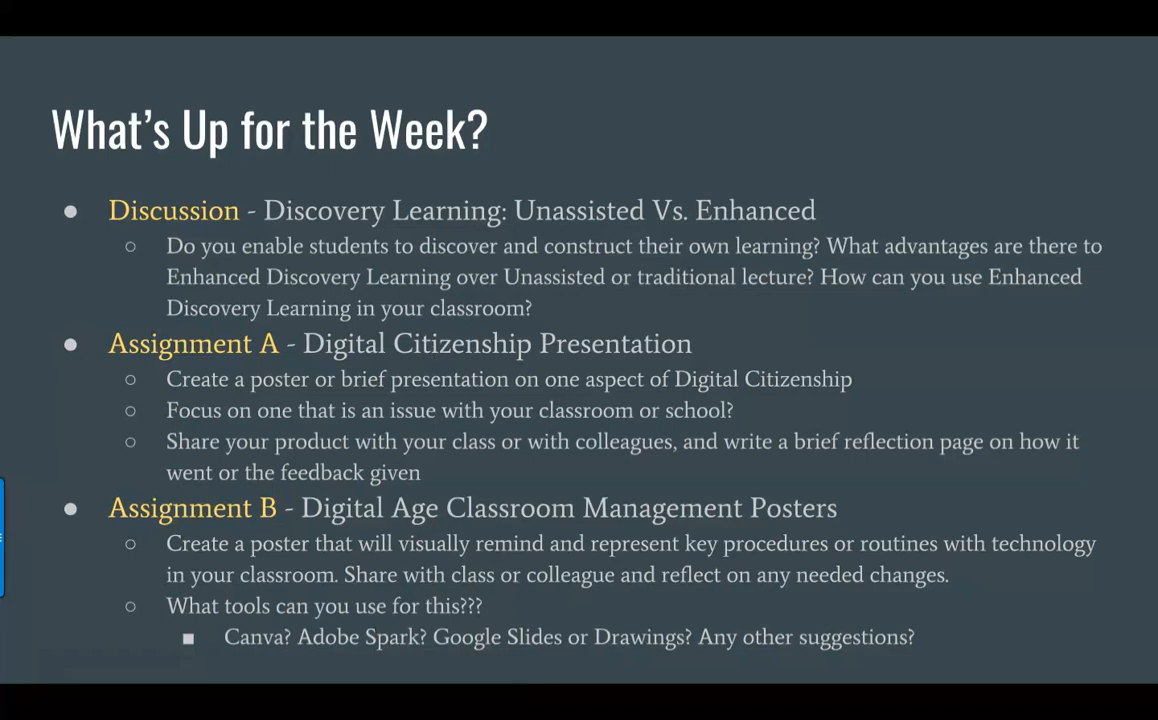 What's Up for the Week?
● Discussion - Discovery Learning: Unassisted Vs. Enhanced
○ Do you enable students to discover and construct their own learning? What advantages are there to
Enhanced Discovery Learning over Unassisted or traditional lecture? How can you use Enhanced
Discovery Learning in your classroom?
● Assignment A - Digital Citizenship Presentation
○ Create a poster or brief presentation on one aspect of Digital Citizenship
○ Focus on one that is an issue with your classroom or school?
○ Share your product with your class or with colleagues, and write a brief reflection page on how it
went or the feedback given
● Assignment B - Digital Age Classroom Management Posters
○ Create a poster that will visually remind and represent key procedures or routines with technology
in your classroom. Share with class or colleague and reflect on any needed changes.
○ What tools can you use for this???
■ Canva? Adobe Spark? Google Slides or Drawings? Any other suggestions?